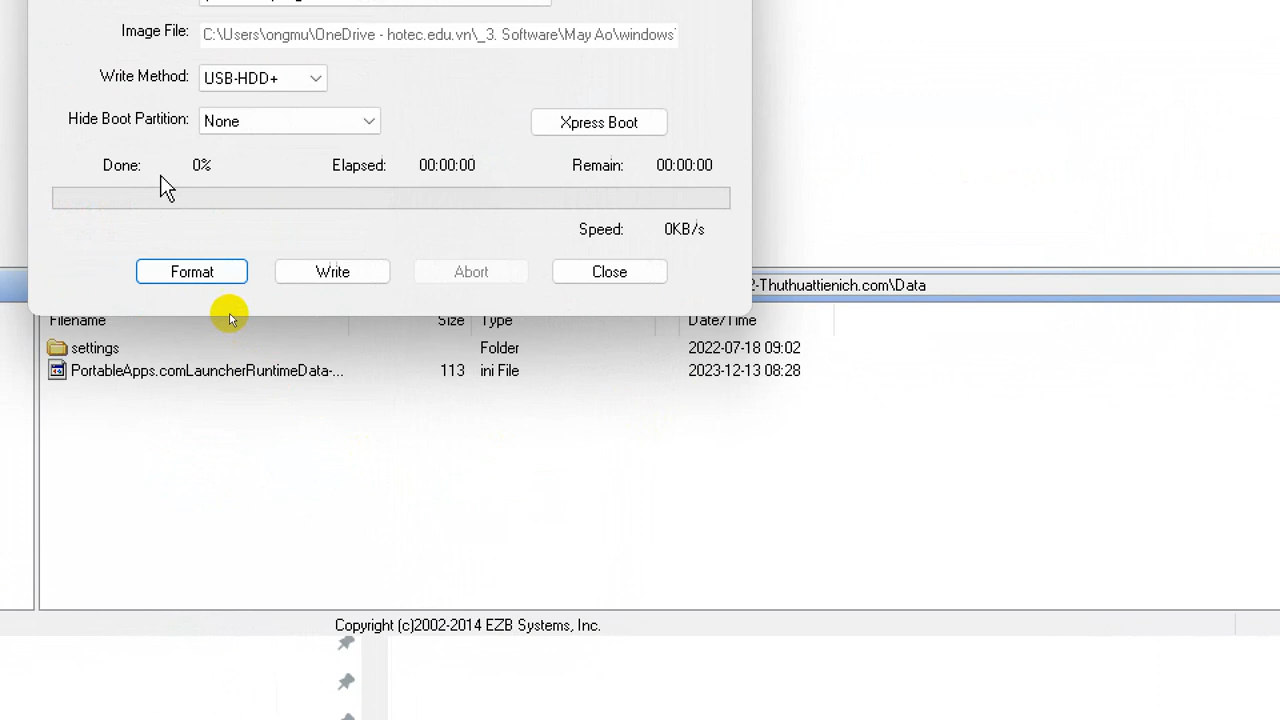 Image File: C:\Users\ongmu\OneDrive - hotec.edu.vn\_3. Software\May Ao\windows
Write Method: USB-HDD+
Hide Boot Partition: None Xpress Boot
Done: 0% Elapsed: 00:00:00 Remain: 00:00:00
Speed: 0KB/s
Format Write Abort Close
-Thuthuattienich.com\Data
Filename Size Type Date/Time
settings Folder 2022-07-18 09:02
PortableApps.comLauncherRuntimeData-... 113 ini File 2023-12-13 08:28
Copyright (c)2002-2014 EZB Systems, Inc.